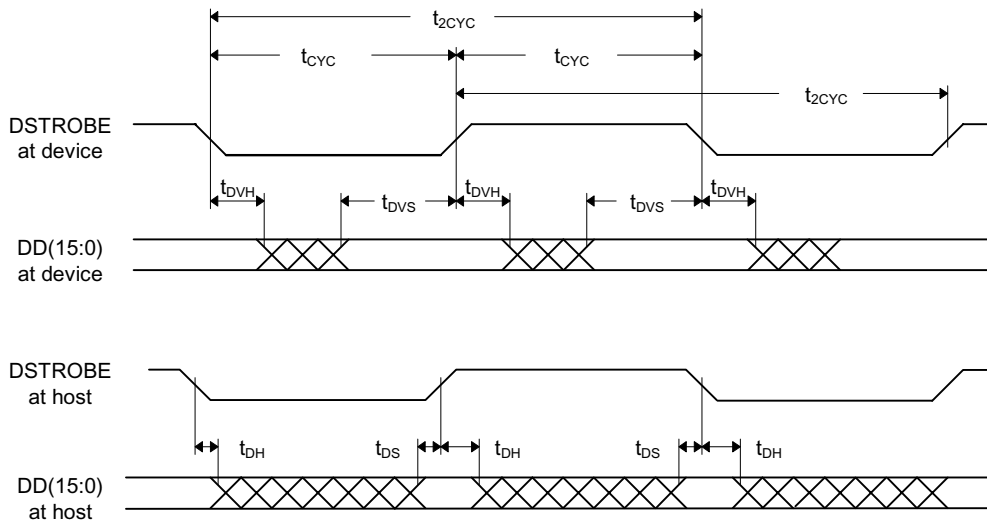 t2CYC
tCYC tCYC
t2CYC
DSTROBE
at device
tDVH tDVS tDVH tDVS tDVH
DD(15:0)
at device
DSTROBE
at host
tDH tDS tDH tDS tDH
DD(15:0)
at host